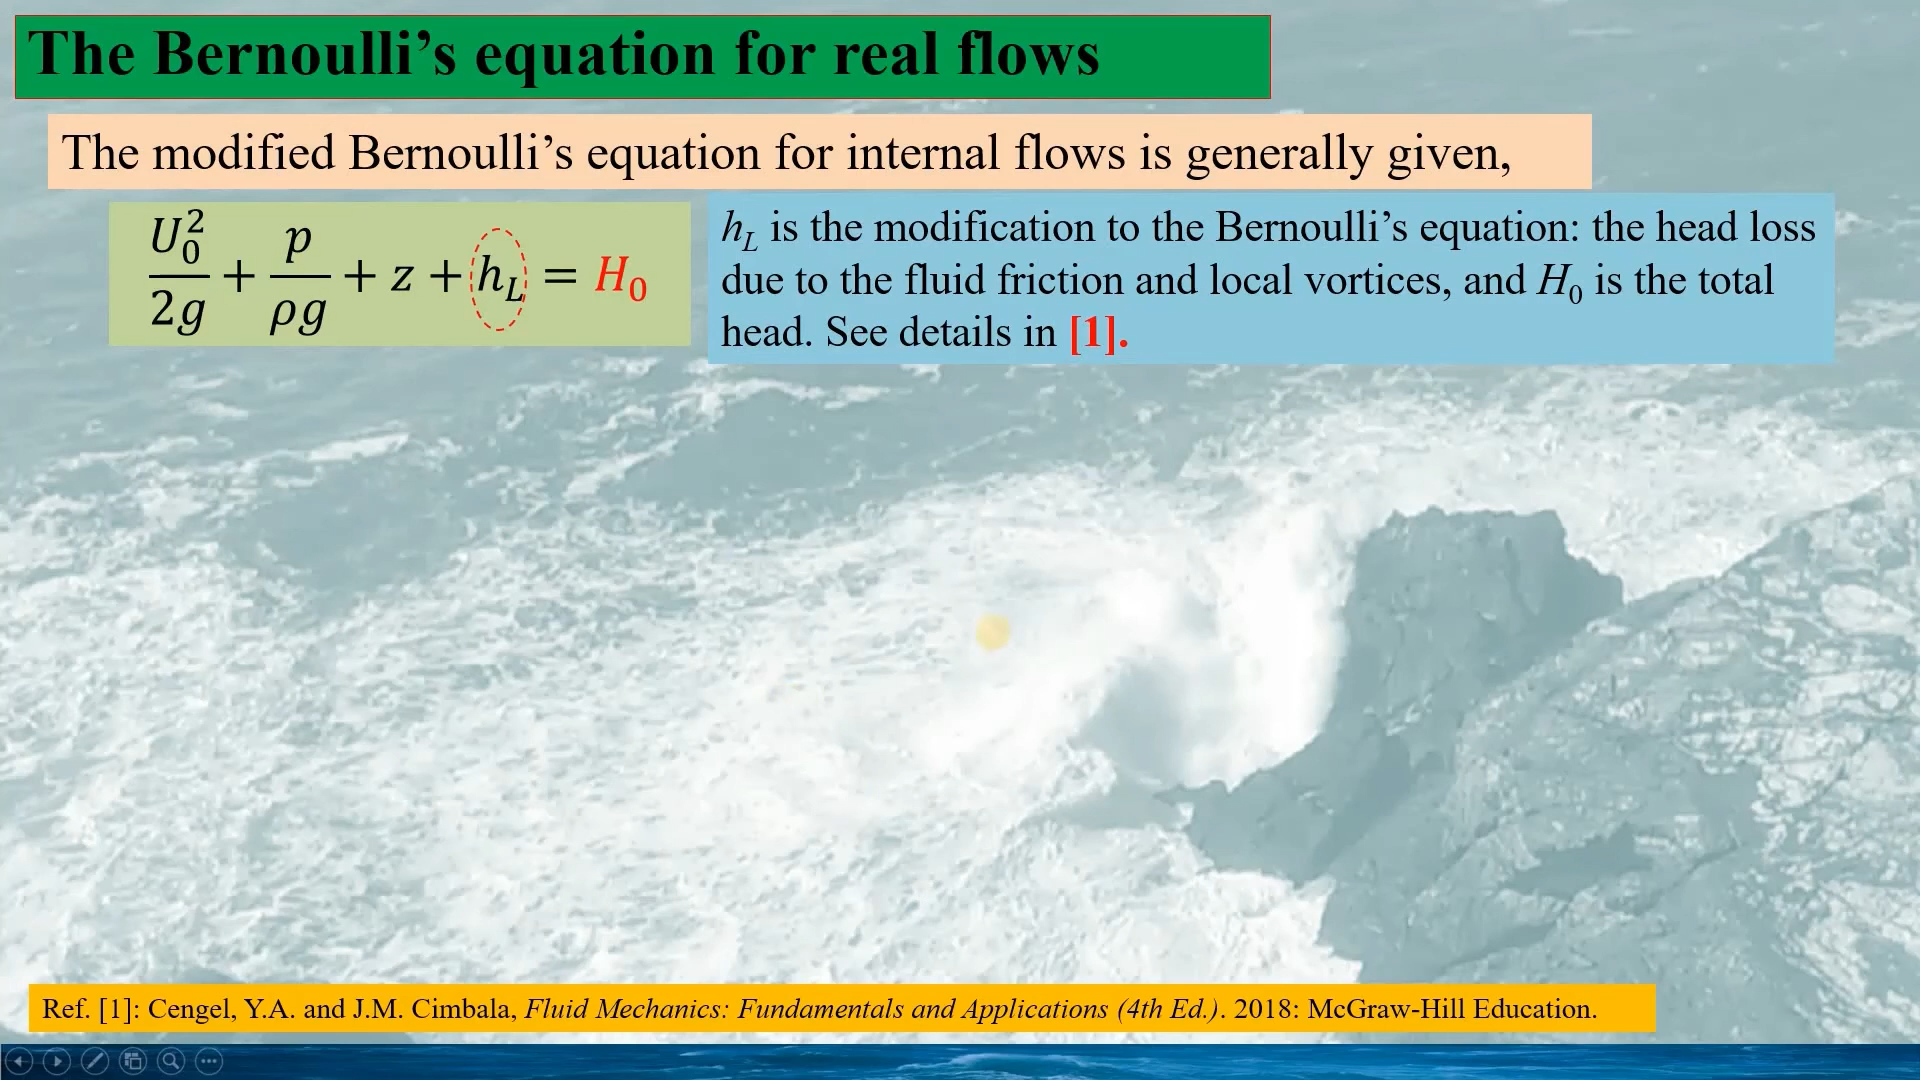 The Bernoulli’s equation for real flows
The modified Bernoulli’s equation for internal flows is generally given,
U₀²/2g + p/ρg + z + h_L = H₀
h_L is the modification to the Bernoulli’s equation: the head loss
due to the fluid friction and local vortices, and H₀ is the total
head. See details in [1].
Ref. [1]: Cengel, Y.A. and J.M. Cimbala, Fluid Mechanics: Fundamentals and Applications (4th Ed.). 2018: McGraw-Hill Education.